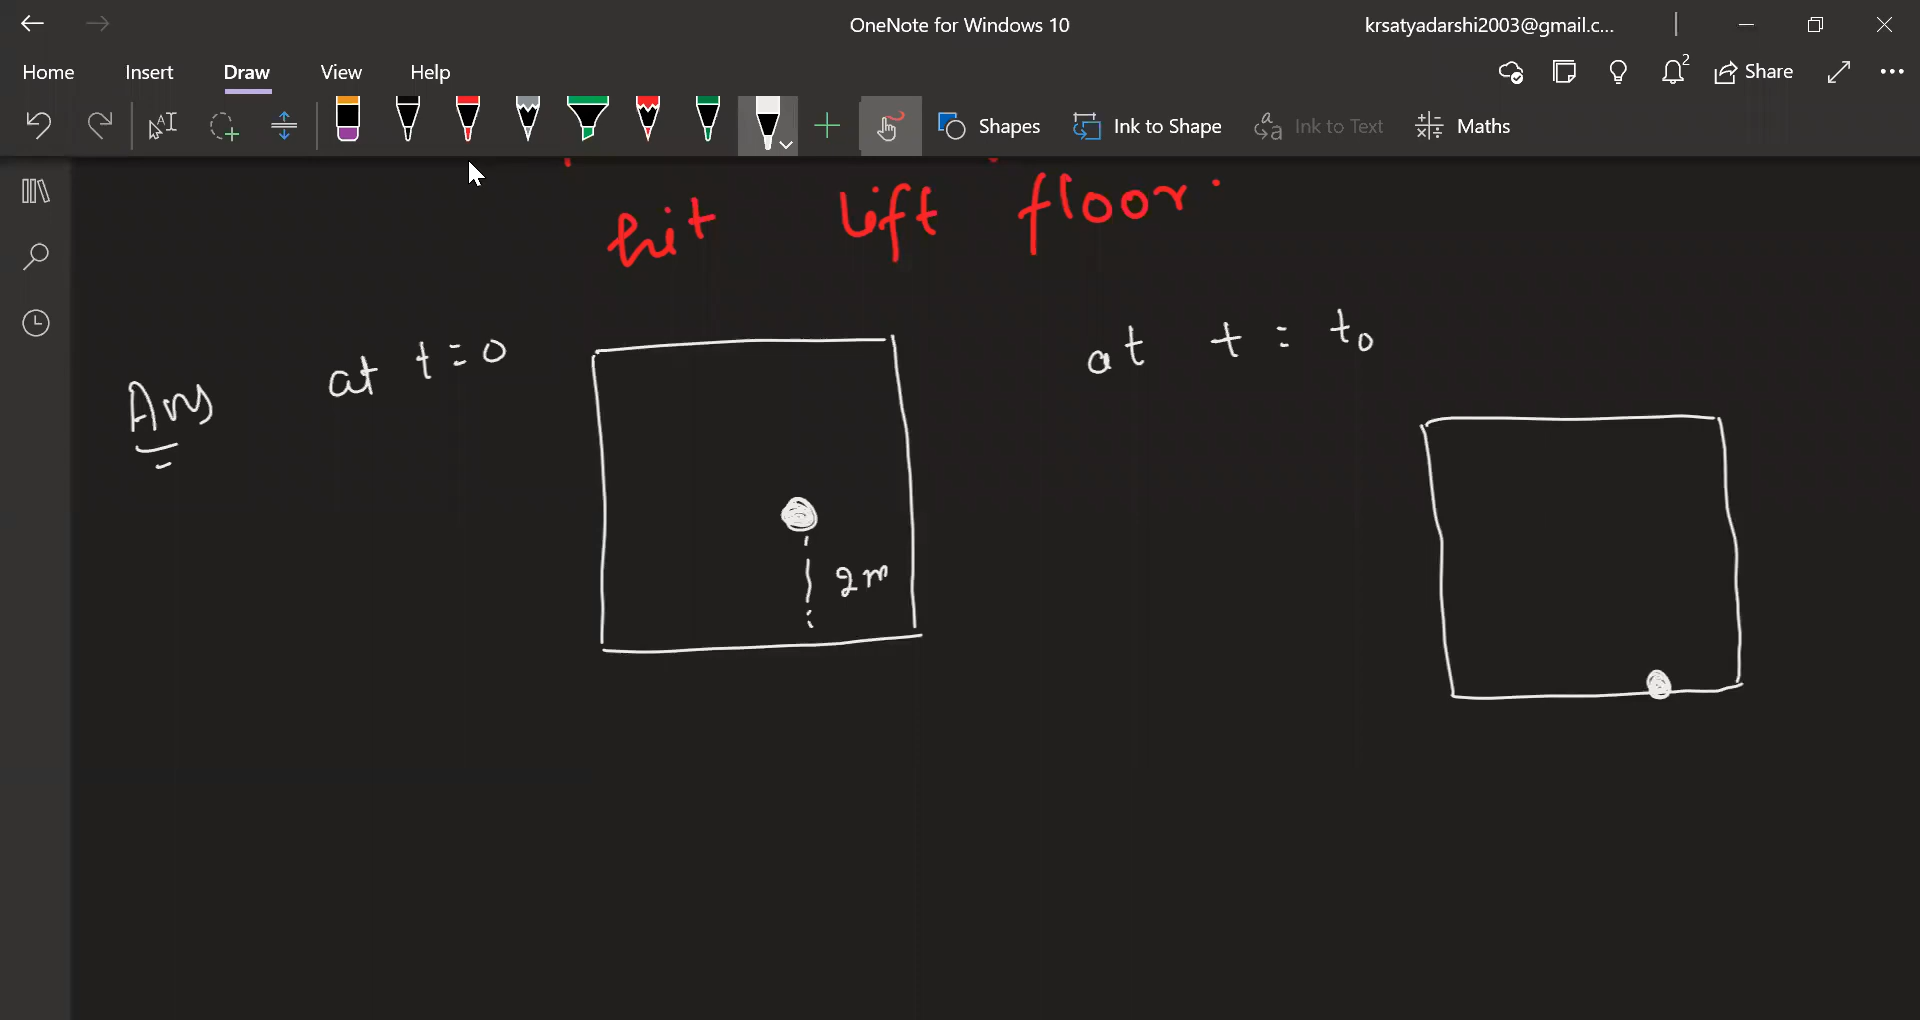 OneNote for Windows 10
krsatyadarshi2003@gmail.c...
Home Insert Draw View Help
2 Share
Shapes Ink to Shape Ink to Text Maths
hit lift floor.
at t = 0
at t = t0
Ans
2m